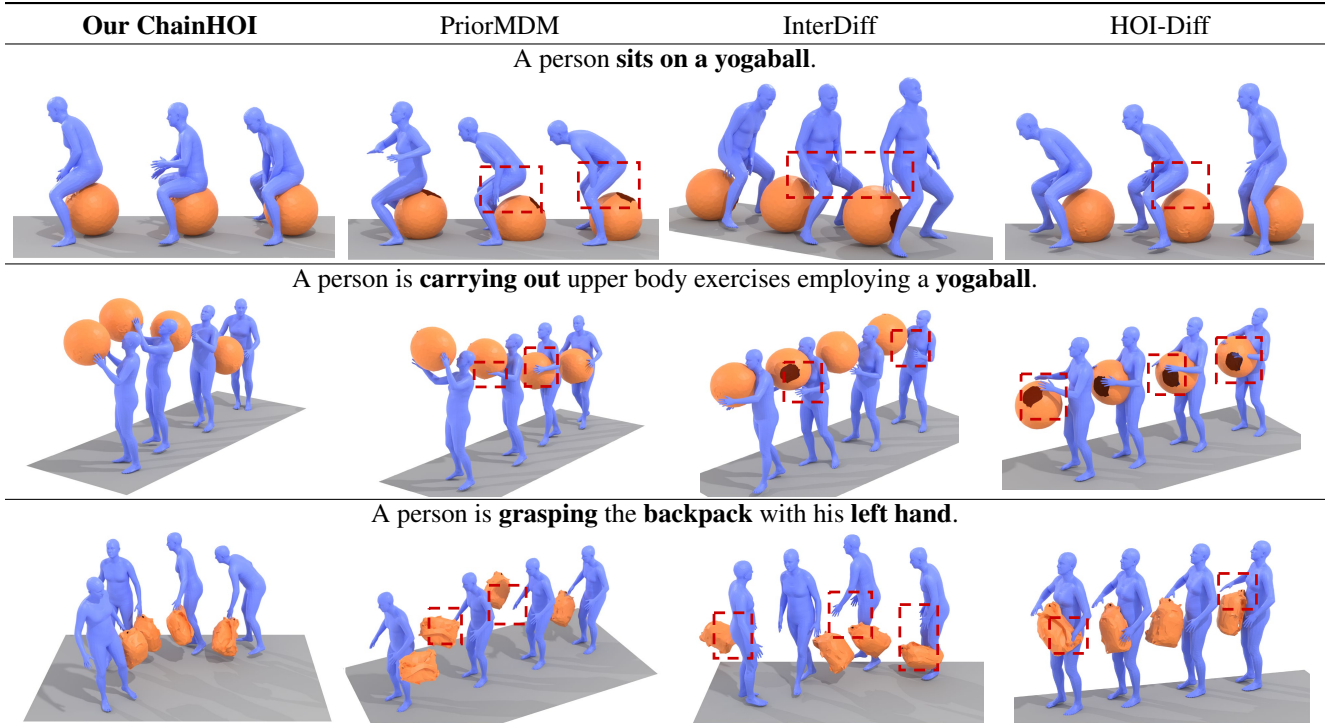 Our ChainHOI PriorMDM InterDiff HOI-Diff
A person sits on a yogaball.
A person is carrying out upper body exercises employing a yogaball.
A person is grasping the backpack with his left hand.